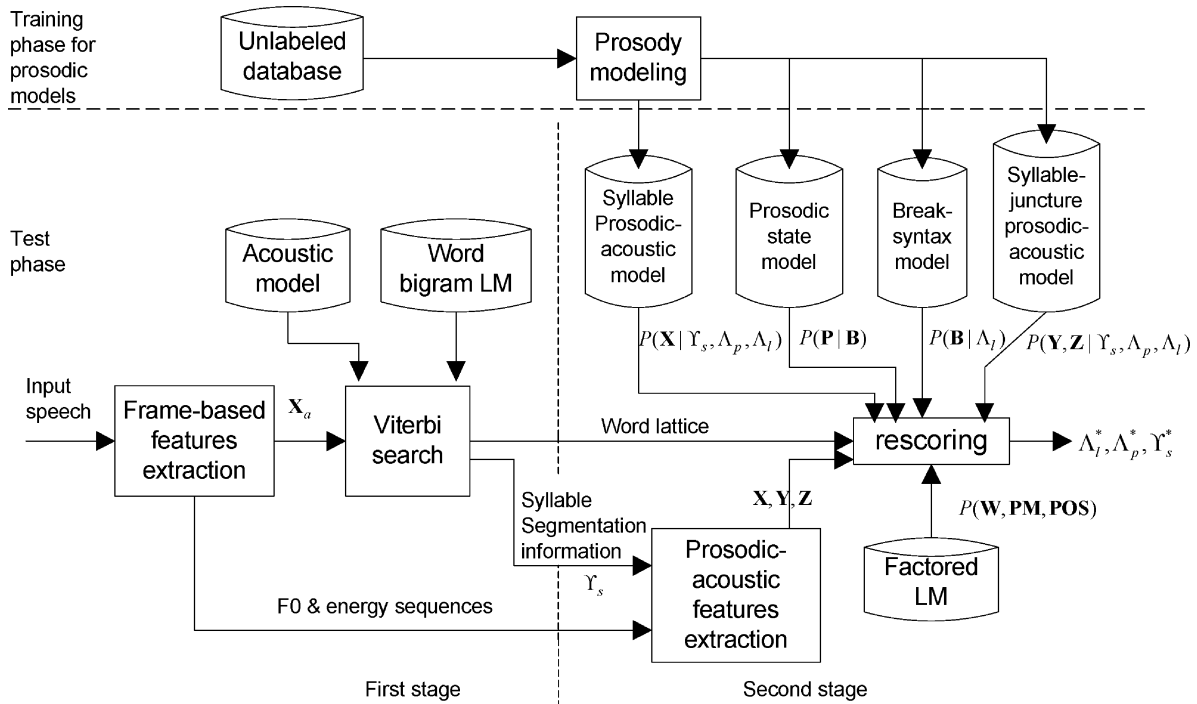 Training
phase for
prosodic
models
Unlabeled
database
Prosody
modeling
Test
phase
Acoustic
model
Word
bigram LM
Syllable
Prosodic-
acoustic
model
Prosodic
state
model
Break-
syntax
model
Syllable-
juncture
prosodic-
acoustic
model
P(X | ϒs, Λp, Λl)
P(P | B)
P(B | Λl)
P(Y, Z | ϒs, Λp, Λl)
Input
speech
Frame-based
features
extraction
Xa
Viterbi
search
Word lattice
rescoring
Λ*l, Λ*p, ϒ*s
Syllable
Segmentation
information
ϒs
X, Y, Z
P(W, PM, POS)
Prosodic-
acoustic
features
extraction
Factored
LM
F0 & energy sequences
First stage
Second stage